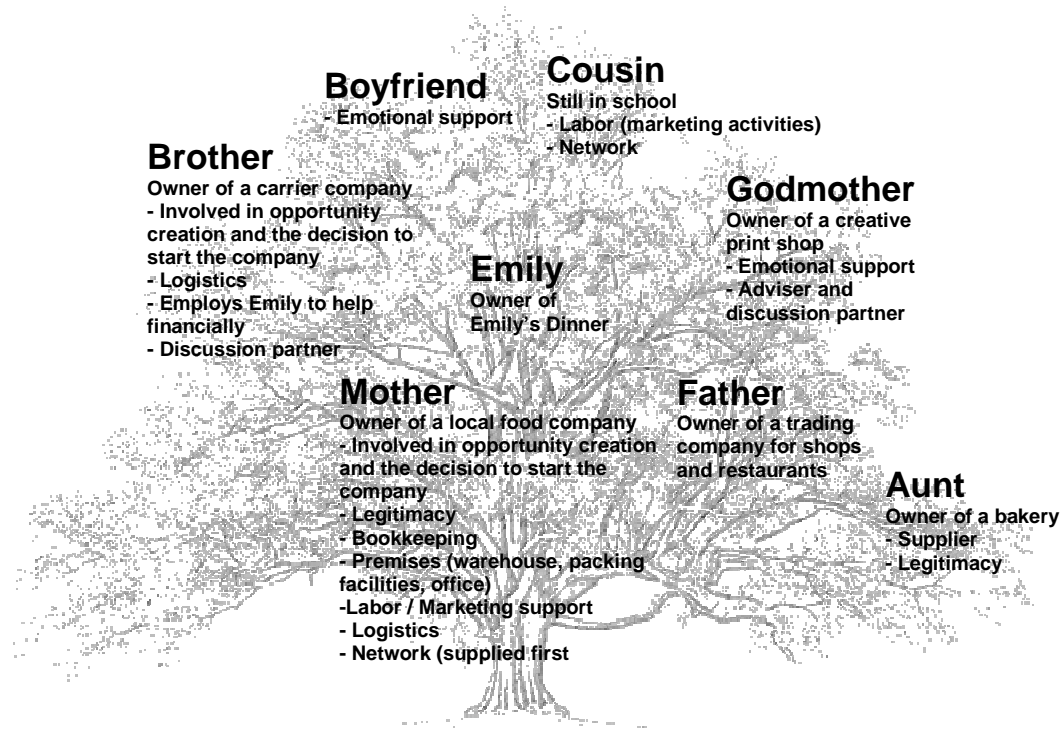 Boyfriend
- Emotional support
Cousin
Still in school
- Labor (marketing activities)
- Network
Brother
Owner of a carrier company
- Involved in opportunity
creation and the decision to
start the company
- Logistics
- Employs Emily to help
financially
- Discussion partner
Godmother
Owner of a creative
print shop
- Emotional support
- Adviser and
discussion partner
Emily
Owner of
Emily's Dinner
Mother
Owner of a local food company
- Involved in opportunity creation
and the decision to start the
company
- Legitimacy
- Bookkeeping
- Premises (warehouse, packing
facilities, office)
-Labor / Marketing support
- Logistics
- Network (supplied first
Father
Owner of a trading
company for shops
and restaurants
Aunt
Owner of a bakery
- Supplier
- Legitimacy